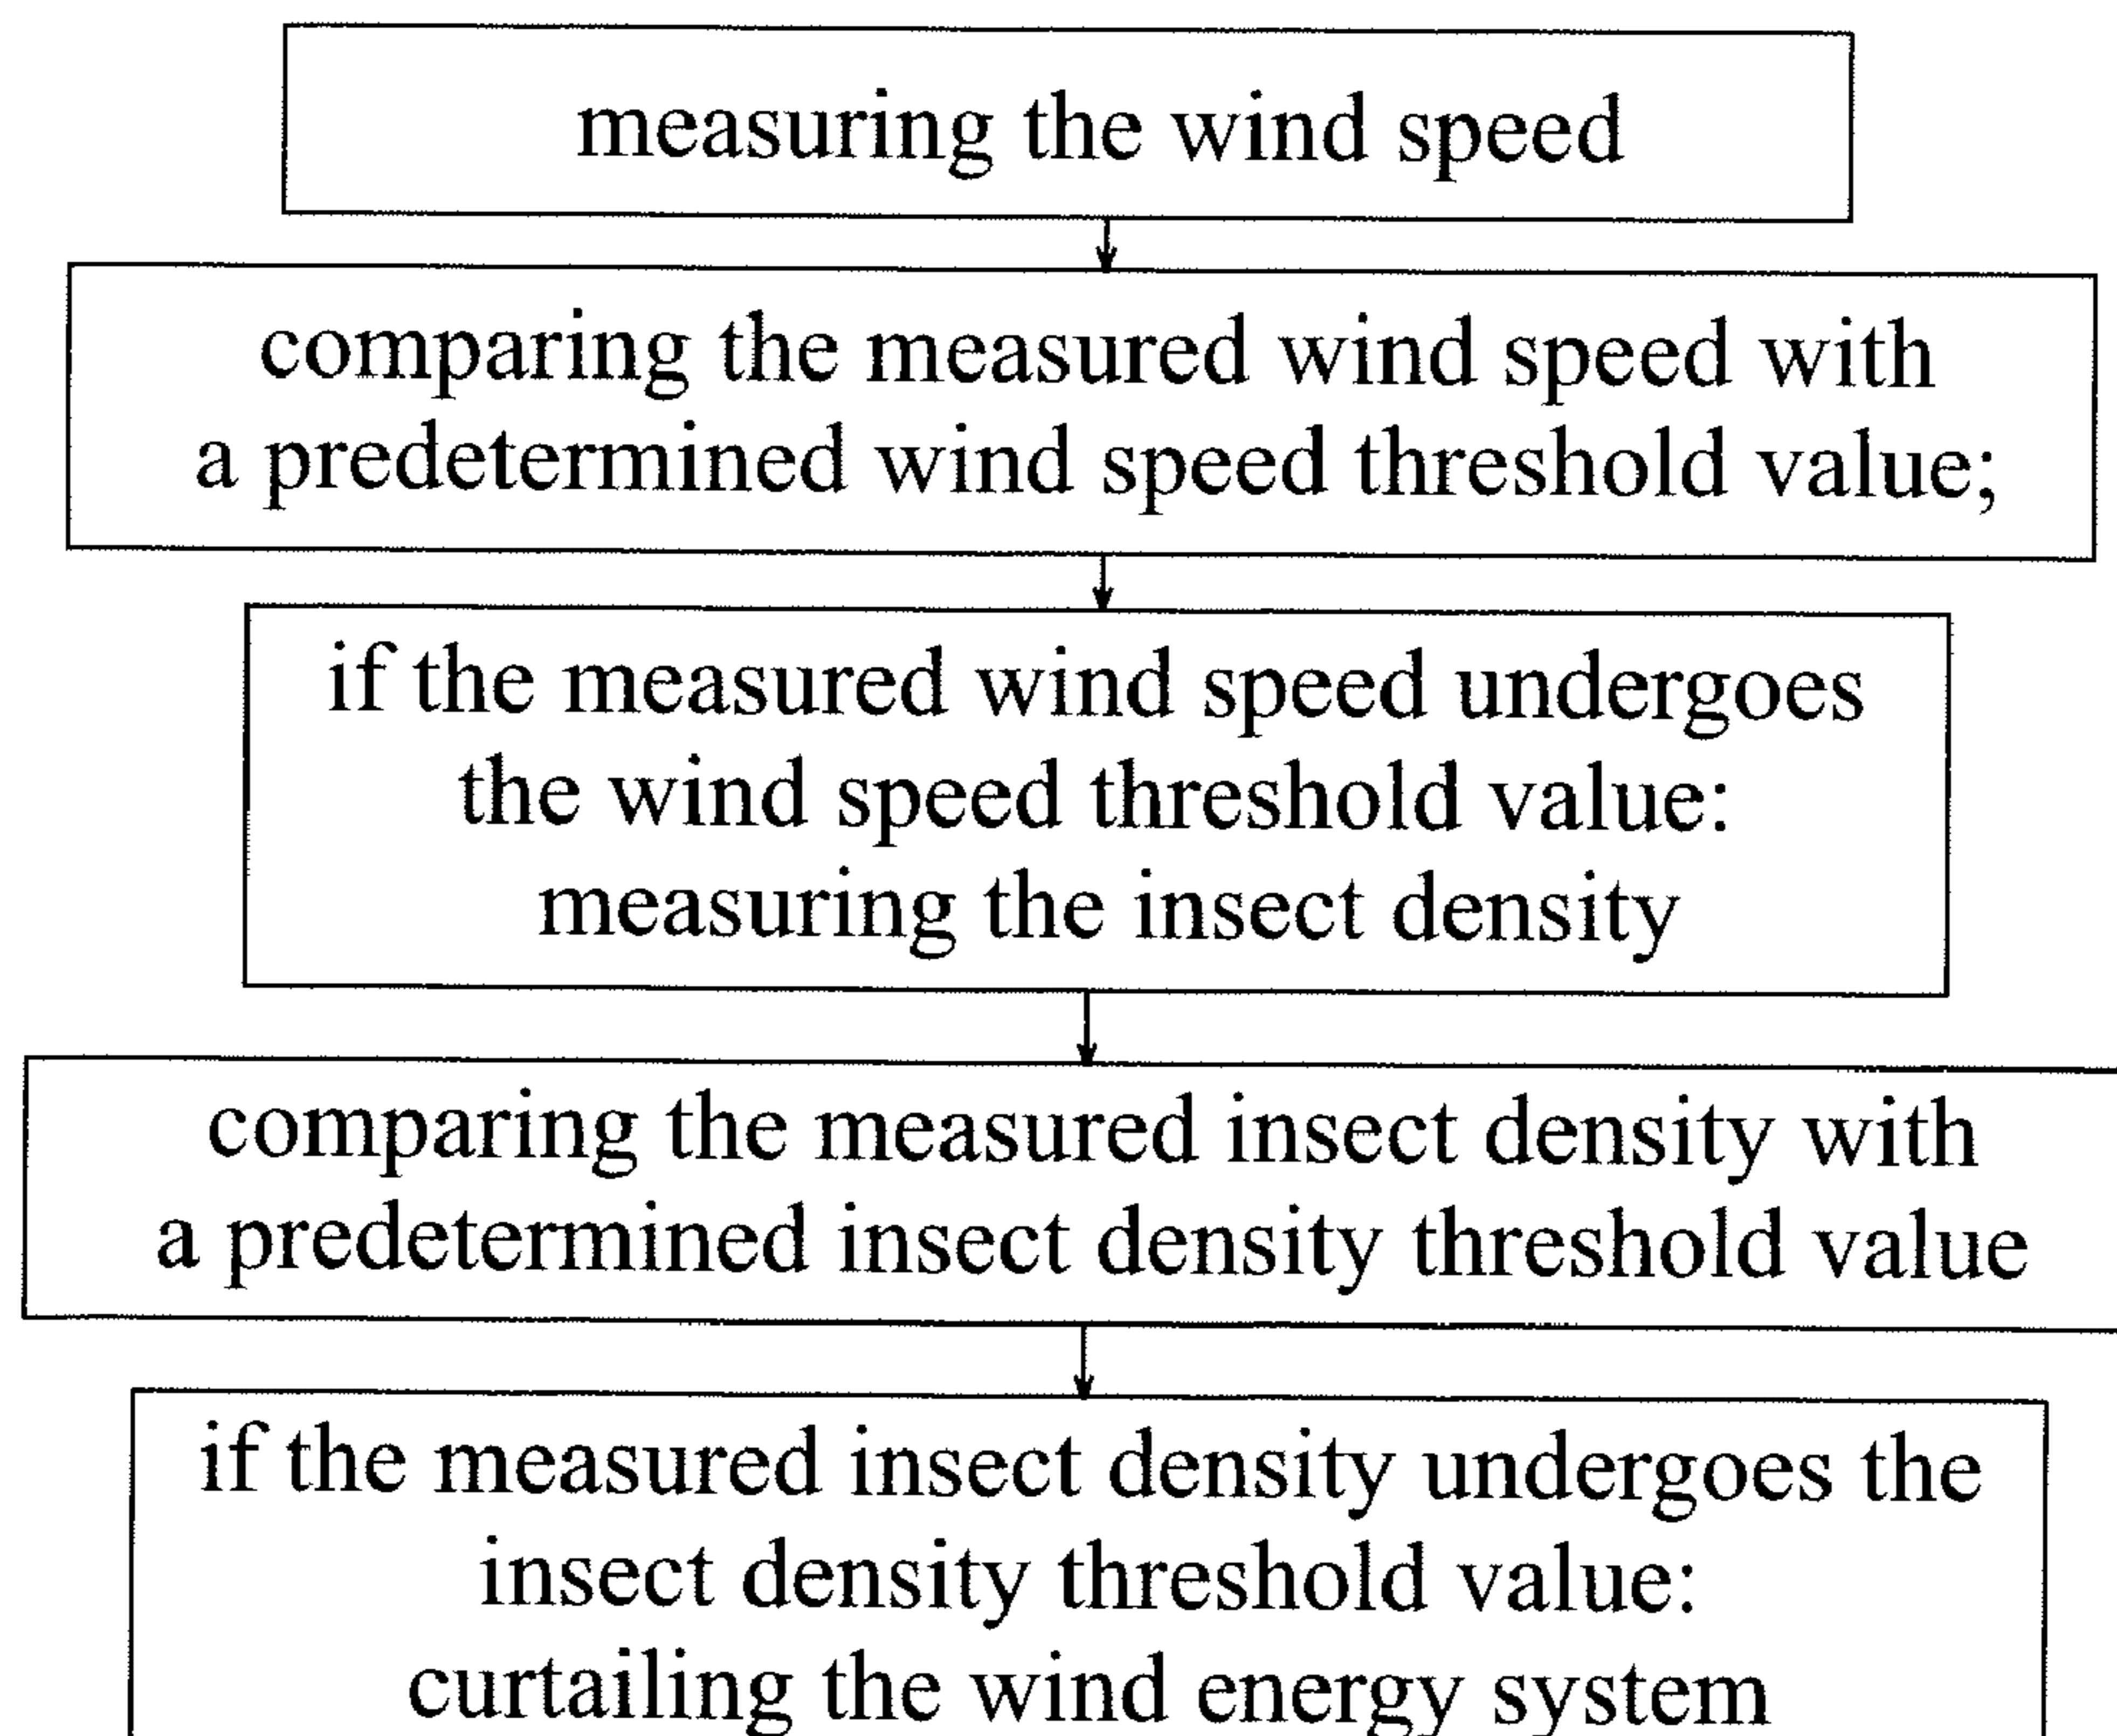 measuring the wind speed
comparing the measured wind speed with
a predetermined wind speed threshold value;
if the measured wind speed undergoes
the wind speed threshold value:
measuring the insect density
comparing the measured insect density with
a predetermined insect density threshold value
if the measured insect density undergoes the
insect density threshold value:
curtailing the wind energy system